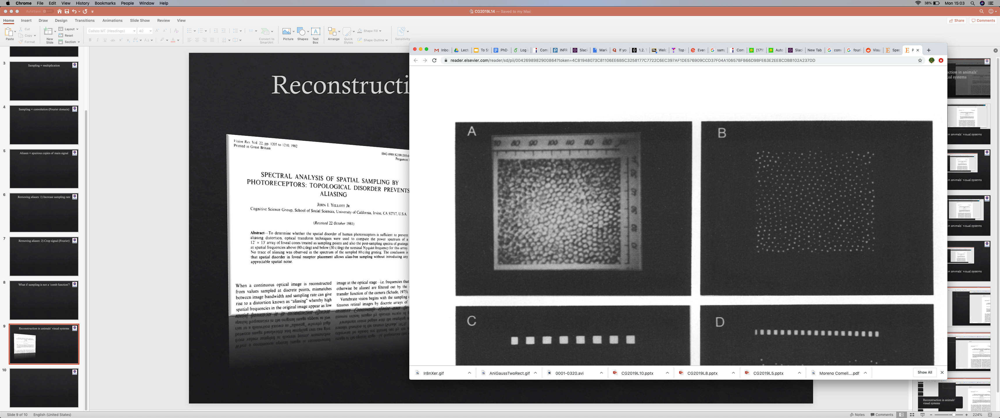 Chrome File Edit View History Bookmarks People Window Help
38% Mon 15:03
AutoSave OFF
CG2019L14 — Saved to my Mac
Home Insert Draw Design Transitions Animations Slide Show Review View
Share Comments
Paste
Cut
Copy
Format
New Slide
Layout
Reset
Section
Calisto MT (Headings) 40
Convert to SmartArt
Picture Shapes Text Box
Arrange Quick Styles
Shape Fill
Shape Outline
Sensitivity
3
Sampling = multiplication
4
Sampling = convolution (Fourier domain)
5
Aliases = spurious copies of main signal
6
Removing aliases: 1) Increase sampling rate
7
Removing aliases: 2) Crop signal (Fourier)
8
What if sampling is not a 'comb function'?
9
Reconstruction in animals' visual systems
10
Reconstructi
Vision Res. Vol. 22, pp. 1205 to 1210, 1982
Printed in Great Britain
0042-6989/82/091205-0
Pergamon
SPECTRAL ANALYSIS OF SPATIAL SAMPLING BY
PHOTORECEPTORS: TOPOLOGICAL DISORDER PREVENTS
ALIASING
JOHN I. YELLOTT JR
Cognitive Science Group, School of Social Sciences, University of California, Irvine, CA 92717, U.S.A.
(Received 22 October 1981)
Abstract—To determine whether the spatial disorder of human photoreceptors is sufficient to prevent
aliasing distortion, optical transform techniques were used to compute the power spectrum of a
12' × 13' array of foveal cones treated as sampling points and also the post-sampling spectra of gratings
at spatial frequencies above (80 c/deg) and below (30 c/deg) the nominal Nyquist frequency for this array.
No trace of aliasing was observed in the spectrum of the sampled 80 c/deg grating. The conclusion is
that spatial disorder in foveal receptor placement allows alias-free sampling without introducing any
appreciable spatial noise.
When a continuous optical image is reconstructed
from values sampled at discrete points, mismatches
between image bandwidth and sampling rate can give
rise to a distortion known as "aliasing" whereby high
spatial frequencies in the original image appear as low
image at the optical stage—i.e. frequencies that
otherwise be aliased are filtered out by the
transfer function of the camera (Schade, 1975).
Vertebrate vision begins with the sampling
tinuous retinal images by discrete arrays of
Inbo Lect To St PhD- Log i Com INFR Slac Mark If yo 1.2. T Welc Top Even samp Com [1711 Auto Slac New Tab conv fouri Visu Spec P
reader.elsevier.com/reader/sd/pii/0042698982900864?token=4C81948073C81106EE6B5C3258177C7722C6EC397AF1DE576909CCD37F04A10657BFB66D9BFE63E2EE8CDBB102A237DD
A
70 80 90 100 110 120 130
B
C
D
Ir8nXer.gif AniGaussTwoRect.gif 0001-0320.avi CG2019L10.pptx CG2019L8.pptx CG2019L5.pptx Moreno Comell....pdf Show All
uction in animals'
ual systems
in animals' visual systems
in animals' visual systems
in animals' visual systems
in animals' visual systems
Reconstruction in animals'
visual systems
Slide 9 of 10 English (United States)
Notes Comments 224%